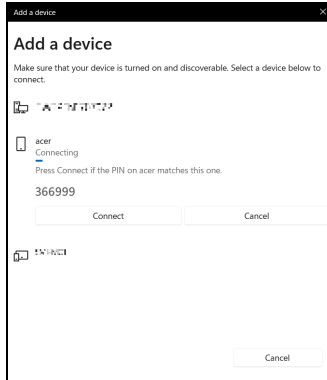 Add a device
Add a device
Make sure that your device is turned on and discoverable. Select a device below to
connect.
acer
Connecting
Press Connect if the PIN on acer matches this one.
366999
Connect Cancel
Cancel